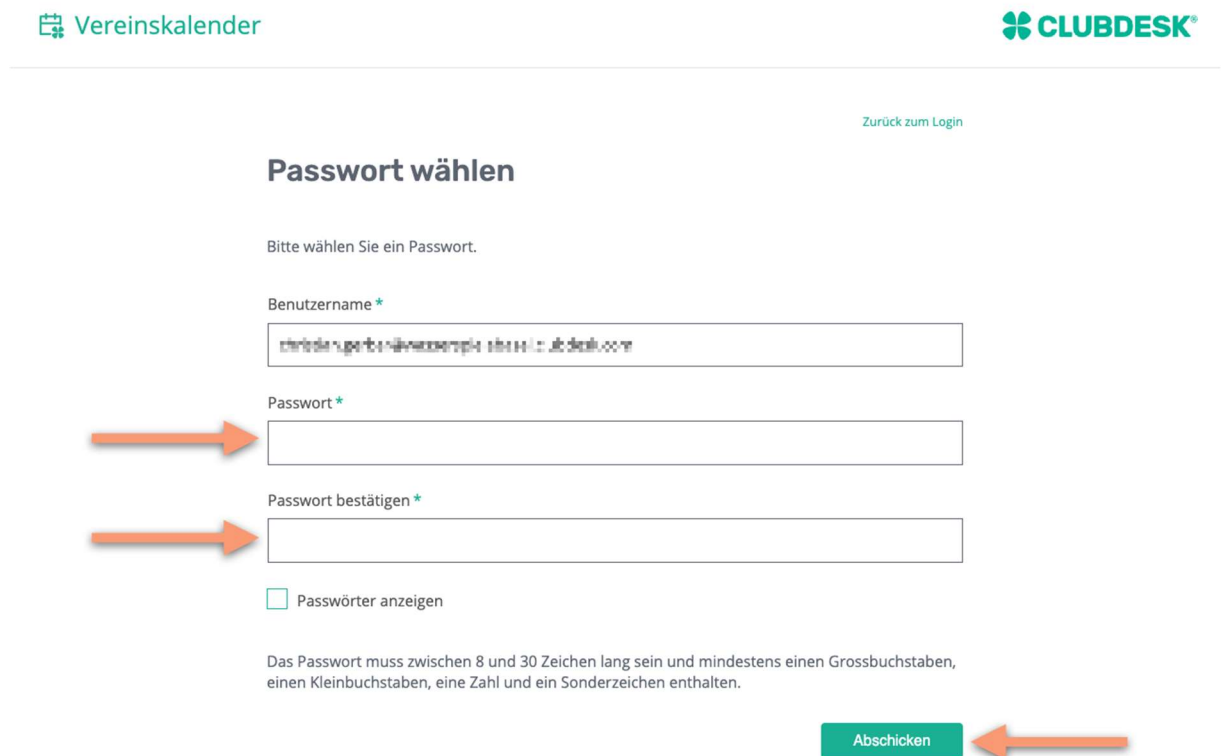 Vereinskalender
CLUBDESK®
Zurück zum Login
Passwort wählen
Bitte wählen Sie ein Passwort.
Benutzername *
Passwort *
Passwort bestätigen *
Passwörter anzeigen
Das Passwort muss zwischen 8 und 30 Zeichen lang sein und mindestens einen Grossbuchstaben,
einen Kleinbuchstaben, eine Zahl und ein Sonderzeichen enthalten.
Abschicken